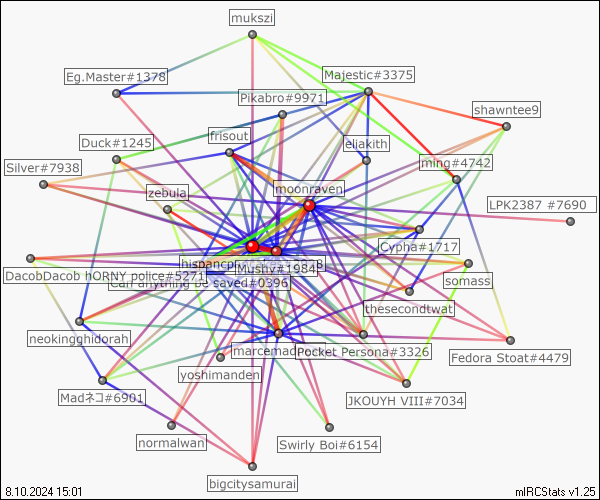 mukszi
Eg.Master#1378
Majestic#3375
Pikabro#9971
shawntee9
frisout
Duck#1245
eliakith
ming#4742
Silver#7938
zebula
moonraven
LPK2387 #7690
Cypha#1717
hispancp
Mushy#1984
DacobDacob hORNY police#5271
somass
Can anything be saved#0396
thesecondtwat
neokingghidorah
marcema
Pocket Persona#3326
Fedora Stoat#4479
yoshimanden
Madネコ#6901
JKOUYH VIII#7034
normalwan
Swirly Boi#6154
bigcitysamurai
8.10.2024 15:01
mIRCStats v1.25